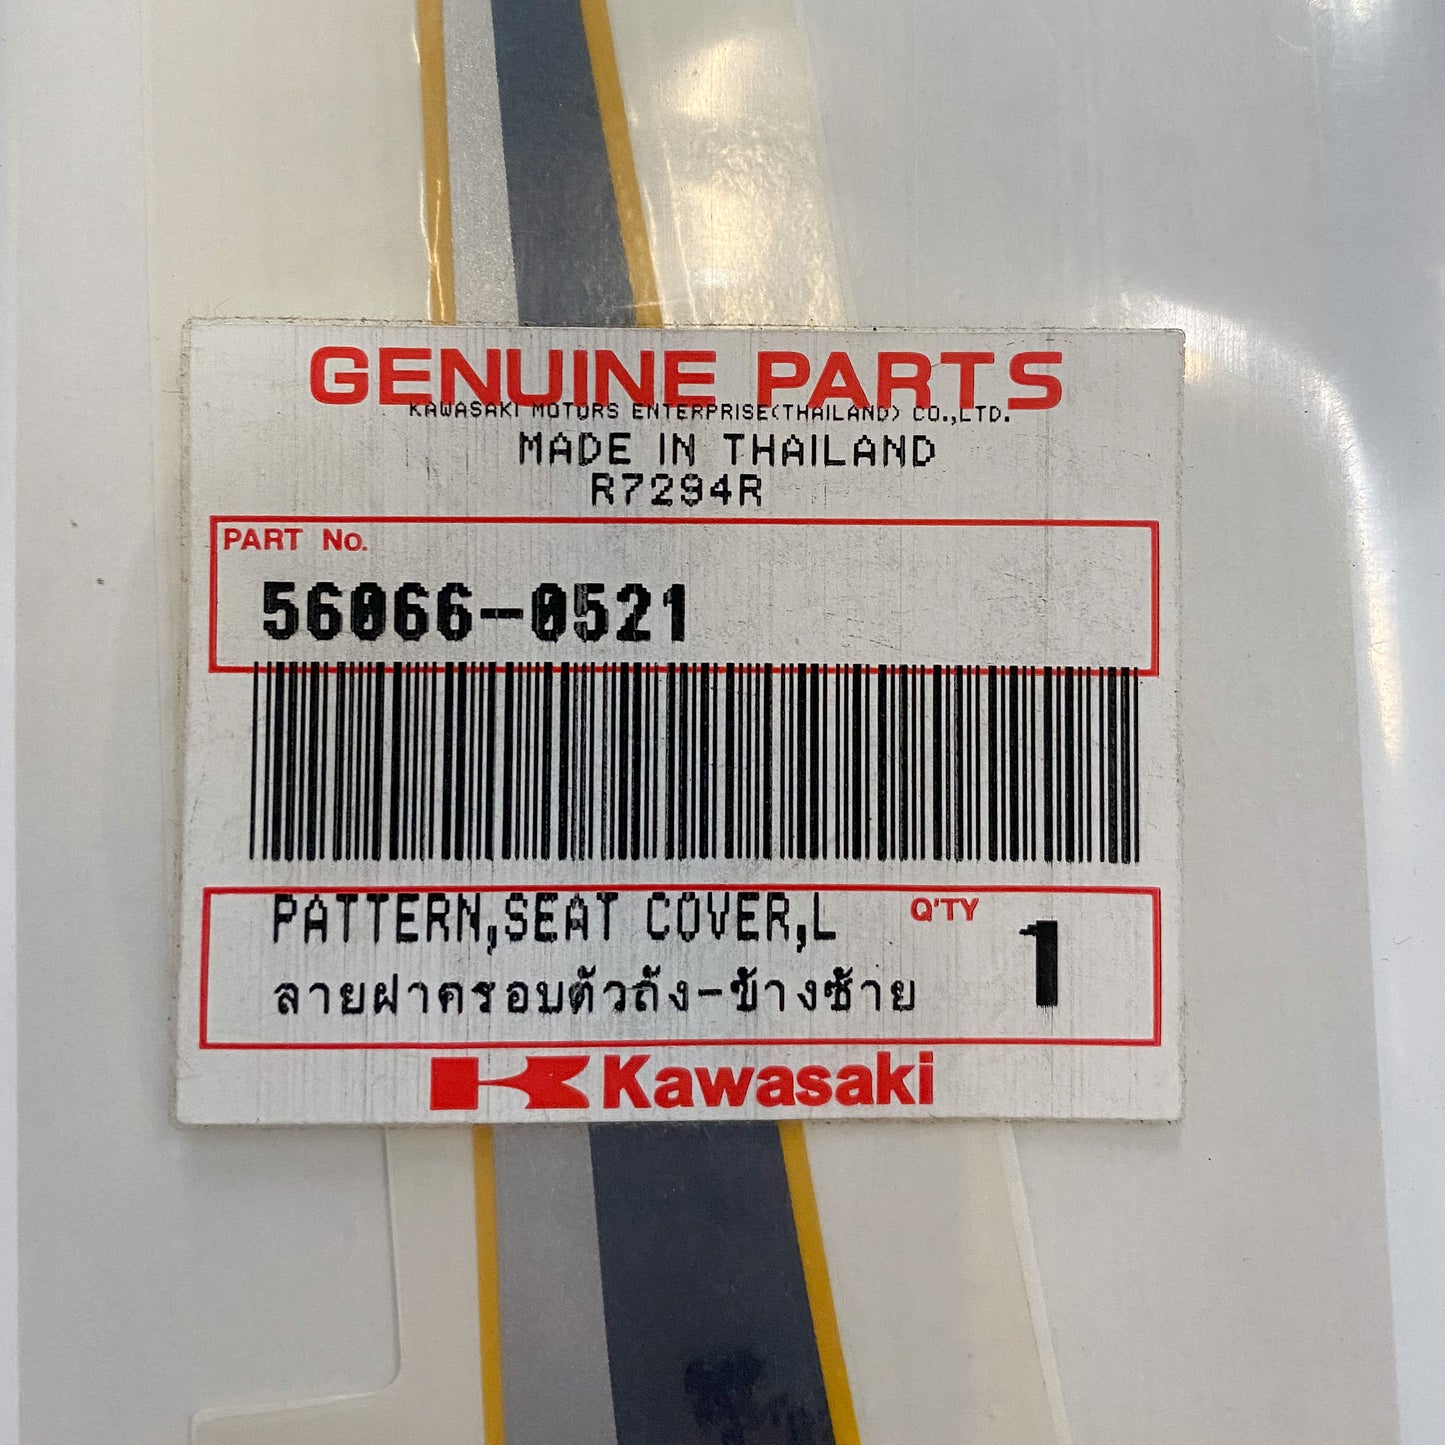 GENUINE PARTS
KAWASAKI MOTORS ENTERPRISE(THAILAND) CO.,LTD.
MADE IN THAILAND
R7294R
PART No.
56066-0521
PATTERN,SEAT COVER,L
Q'TY
1
ลายฝาครอบตัวถัง-ข้างซ้าย
Kawasaki